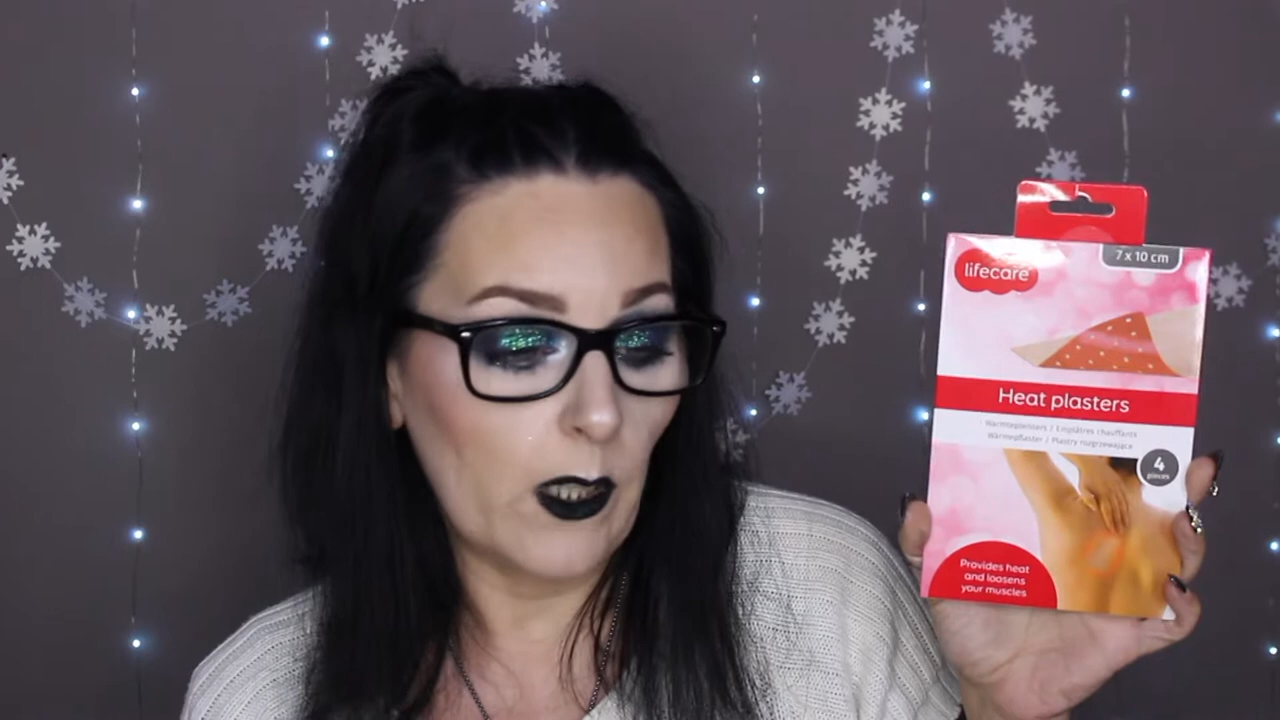 lifecare
7 x 10 cm
Heat plasters
Warmtepleisters / Emplâtres chauffants
Wärmepflaster / Plastry rozgrzewające
4
pieces
Provides heat
and loosens
your muscles